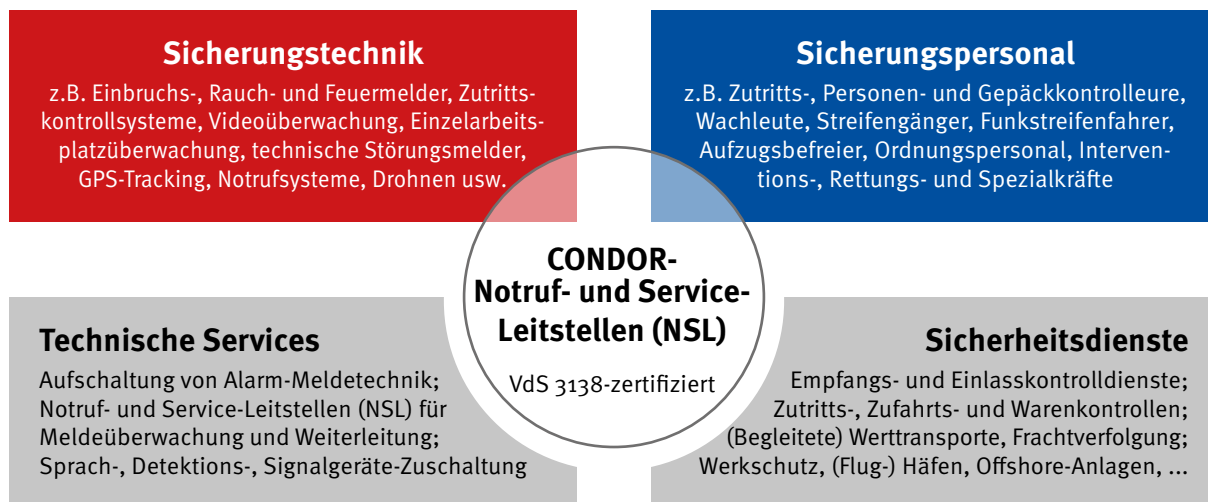 Sicherungstechnik
z.B. Einbruchs-, Rauch- und Feuermelder, Zutritts-
kontrollsysteme, Videoüberwachung, Einzelarbeits-
platzüberwachung, technische Störungsmelder,
GPS-Tracking, Notrufsysteme, Drohnen usw.
Sicherungspersonal
z.B. Zutritts-, Personen- und Gepäckkontrolleure,
Wachleute, Streifengänger, Funkstreifenfahrer,
Aufzugsbefreier, Ordnungspersonal, Interven-
tions-, Rettungs- und Spezialkräfte
CONDOR-
Notruf- und Service-
Leitstellen (NSL)
VdS 3138-zertifiziert
Technische Services
Aufschaltung von Alarm-Meldetechnik;
Notruf- und Service-Leitstellen (NSL) für
Meldeüberwachung und Weiterleitung;
Sprach-, Detektions-, Signalgeräte-Zuschaltung
Sicherheitsdienste
Empfangs- und Einlasskontrolldienste;
Zutritts-, Zufahrts- und Warenkontrollen;
(Begleitete) Werttransporte, Frachtverfolgung;
Werkschutz, (Flug-) Häfen, Offshore-Anlagen, ...